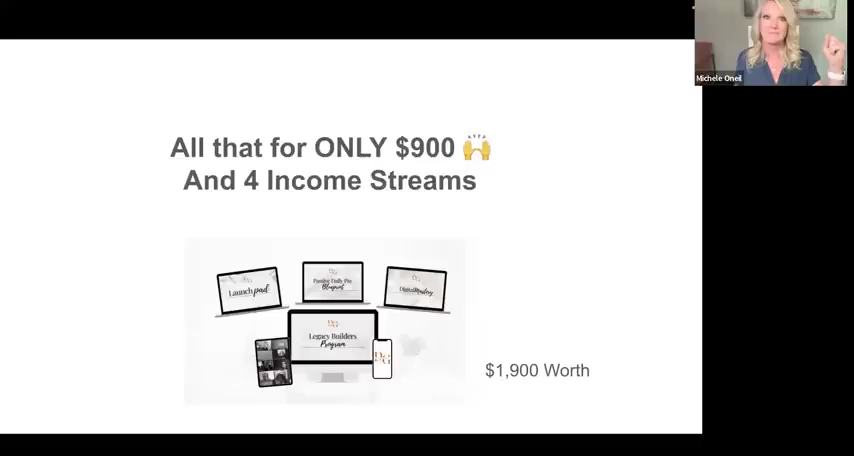 Michele Oneil
All that for ONLY $900 🙌
And 4 Income Streams
Launch pad
Passive Daily Pay
Blueprint
Digital Mastery
Legacy Builders
Program
$1,900 Worth